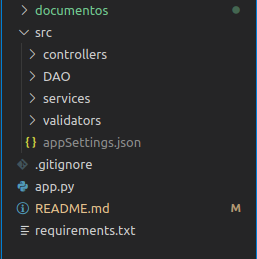 documentos
src
controllers
DAO
services
validators
{} appSettings.json
.gitignore
app.py
README.md M
requirements.txt